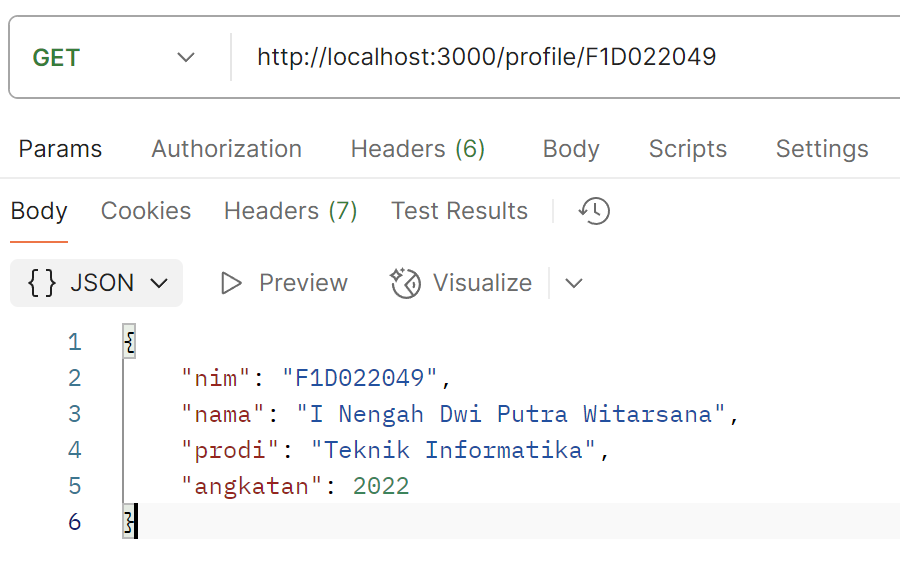 GET http://localhost:3000/profile/F1D022049
Params Authorization Headers (6) Body Scripts Settings
Body Cookies Headers (7) Test Results
{} JSON Preview Visualize
1 {
2 "nim": "F1D022049",
3 "nama": "I Nengah Dwi Putra Witarsana",
4 "prodi": "Teknik Informatika",
5 "angkatan": 2022
6 }